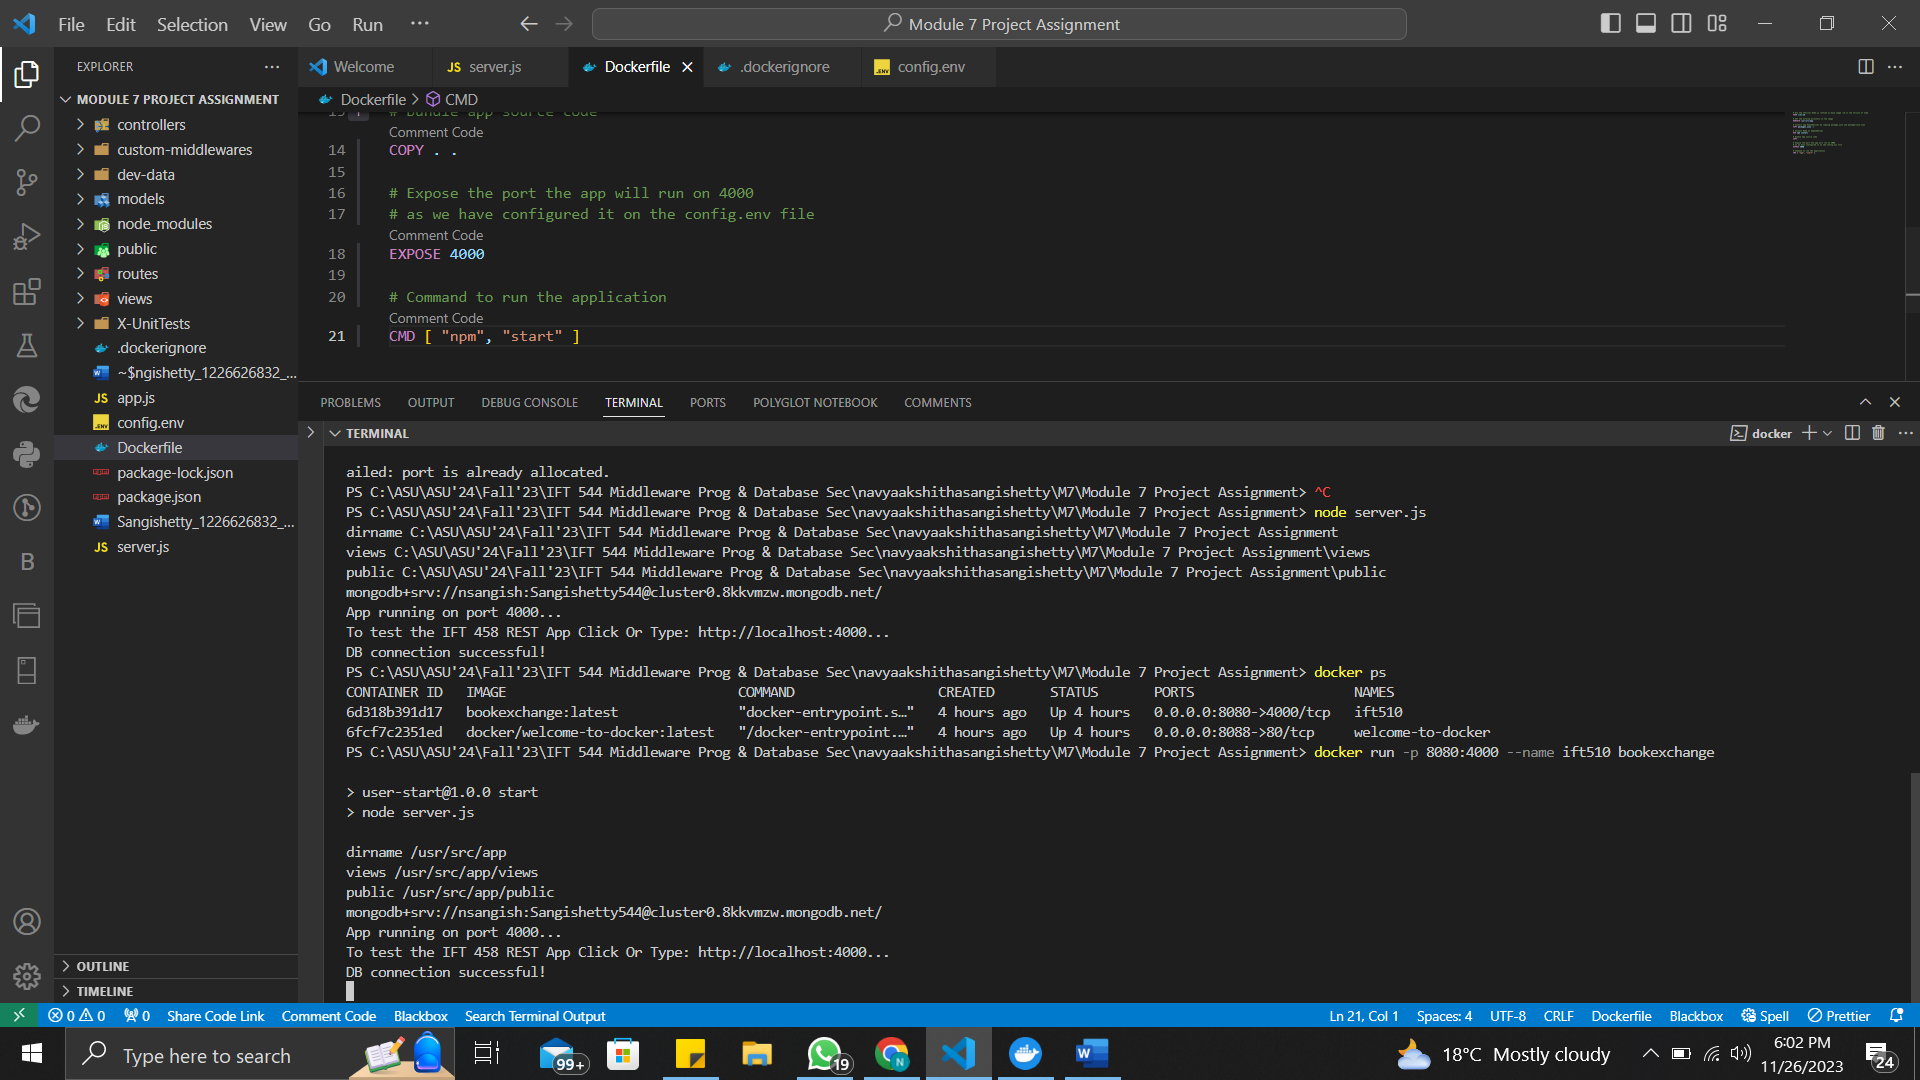 File Edit Selection View Go Run ···
Module 7 Project Assignment
EXPLORER
MODULE 7 PROJECT ASSIGNMENT
controllers
custom-middlewares
dev-data
models
node_modules
public
routes
views
X-UnitTests
.dockerignore
~$ngishetty_1226626832_...
app.js
config.env
Dockerfile
package-lock.json
package.json
Sangishetty_1226626832_...
server.js
OUTLINE
TIMELINE
Welcome
JS server.js
Dockerfile
.dockerignore
config.env
Dockerfile > CMD
13 # Bundle app source code
Comment Code
14 COPY . .
15
16 # Expose the port the app will run on 4000
17 # as we have configured it on the config.env file
Comment Code
18 EXPOSE 4000
19
20 # Command to run the application
Comment Code
21 CMD [ "npm", "start" ]
PROBLEMS OUTPUT DEBUG CONSOLE TERMINAL PORTS POLYGLOT NOTEBOOK COMMENTS
TERMINAL
docker
ailed: port is already allocated.
PS C:\ASU\ASU'24\Fall'23\IFT 544 Middleware Prog & Database Sec\navyaakshithasangishetty\M7\Module 7 Project Assignment> ^C
PS C:\ASU\ASU'24\Fall'23\IFT 544 Middleware Prog & Database Sec\navyaakshithasangishetty\M7\Module 7 Project Assignment> node server.js
dirname C:\ASU\ASU'24\Fall'23\IFT 544 Middleware Prog & Database Sec\navyaakshithasangishetty\M7\Module 7 Project Assignment
views C:\ASU\ASU'24\Fall'23\IFT 544 Middleware Prog & Database Sec\navyaakshithasangishetty\M7\Module 7 Project Assignment\views
public C:\ASU\ASU'24\Fall'23\IFT 544 Middleware Prog & Database Sec\navyaakshithasangishetty\M7\Module 7 Project Assignment\public
mongodb+srv://nsangish:Sangishetty544@cluster0.8kkvmzw.mongodb.net/
App running on port 4000...
To test the IFT 458 REST App Click Or Type: http://localhost:4000...
DB connection successful!
PS C:\ASU\ASU'24\Fall'23\IFT 544 Middleware Prog & Database Sec\navyaakshithasangishetty\M7\Module 7 Project Assignment> docker ps
CONTAINER ID IMAGE COMMAND CREATED STATUS PORTS NAMES
6d318b391d17 bookexchange:latest "docker-entrypoint.s…" 4 hours ago Up 4 hours 0.0.0.0:8080->4000/tcp ift510
6fcf7c2351ed docker/welcome-to-docker:latest "/docker-entrypoint.…" 4 hours ago Up 4 hours 0.0.0.0:8088->80/tcp welcome-to-docker
PS C:\ASU\ASU'24\Fall'23\IFT 544 Middleware Prog & Database Sec\navyaakshithasangishetty\M7\Module 7 Project Assignment> docker run -p 8080:4000 --name ift510 bookexchange
> user-start@1.0.0 start
> node server.js
dirname /usr/src/app
views /usr/src/app/views
public /usr/src/app/public
mongodb+srv://nsangish:Sangishetty544@cluster0.8kkvmzw.mongodb.net/
App running on port 4000...
To test the IFT 458 REST App Click Or Type: http://localhost:4000...
DB connection successful!
0 0 0 Share Code Link Comment Code Blackbox Search Terminal Output
Ln 21, Col 1 Spaces: 4 UTF-8 CRLF Dockerfile Blackbox Spell Prettier
Type here to search
99+
19
18°C Mostly cloudy
6:02 PM
11/26/2023
24